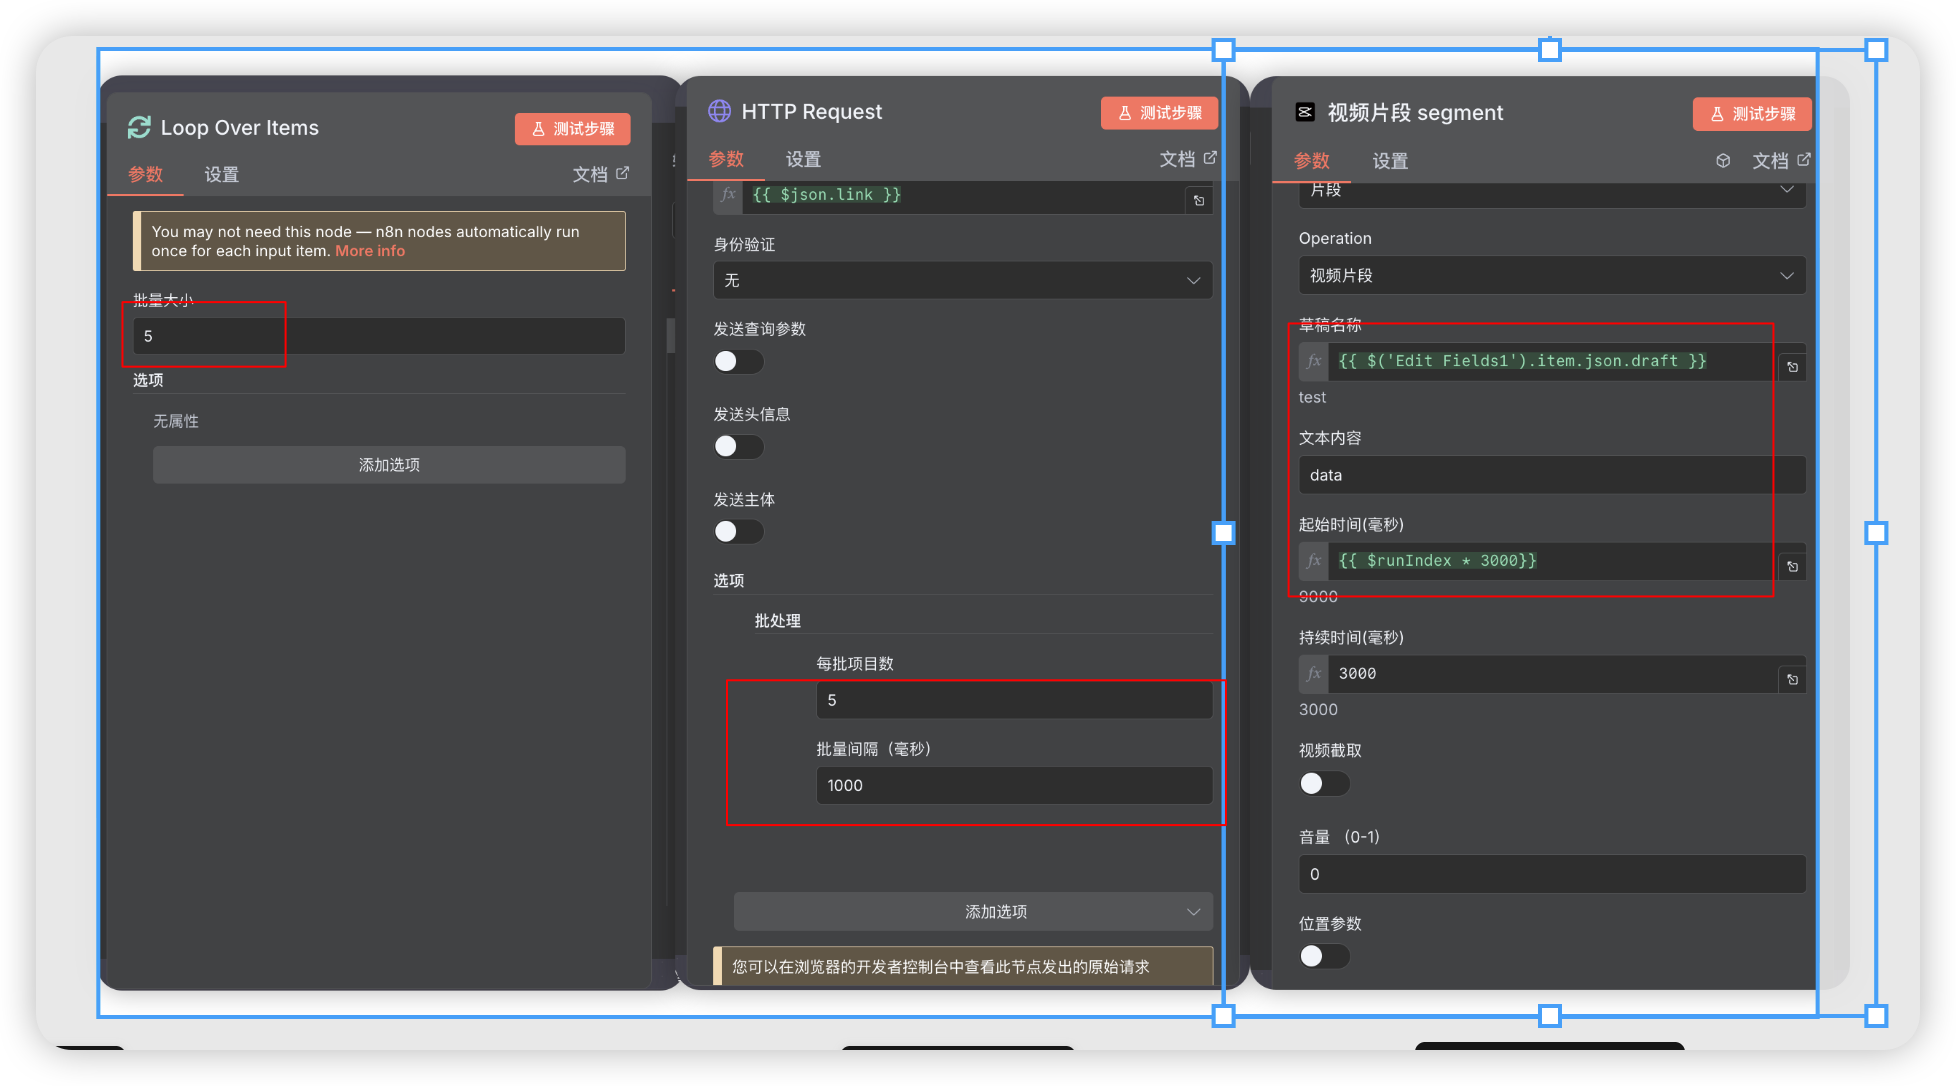 Loop Over Items
测试步骤
参数
设置
文档
You may not need this node — n8n nodes automatically run
once for each input item. More info
批量大小
5
选项
无属性
添加选项
HTTP Request
测试步骤
参数
设置
文档
fx
{{ $json.link }}
身份验证
无
发送查询参数
发送头信息
发送主体
选项
批处理
每批项目数
5
批量间隔（毫秒）
1000
添加选项
您可以在浏览器的开发者控制台中查看此节点发出的原始请求
视频片段 segment
测试步骤
参数
设置
文档
片段
Operation
视频片段
草稿名称
fx
{{ $('Edit Fields1').item.json.draft }}
test
文本内容
data
起始时间(毫秒)
fx
{{ $runIndex * 3000}}
9000
持续时间(毫秒)
fx
3000
3000
视频截取
音量 （0-1）
0
位置参数